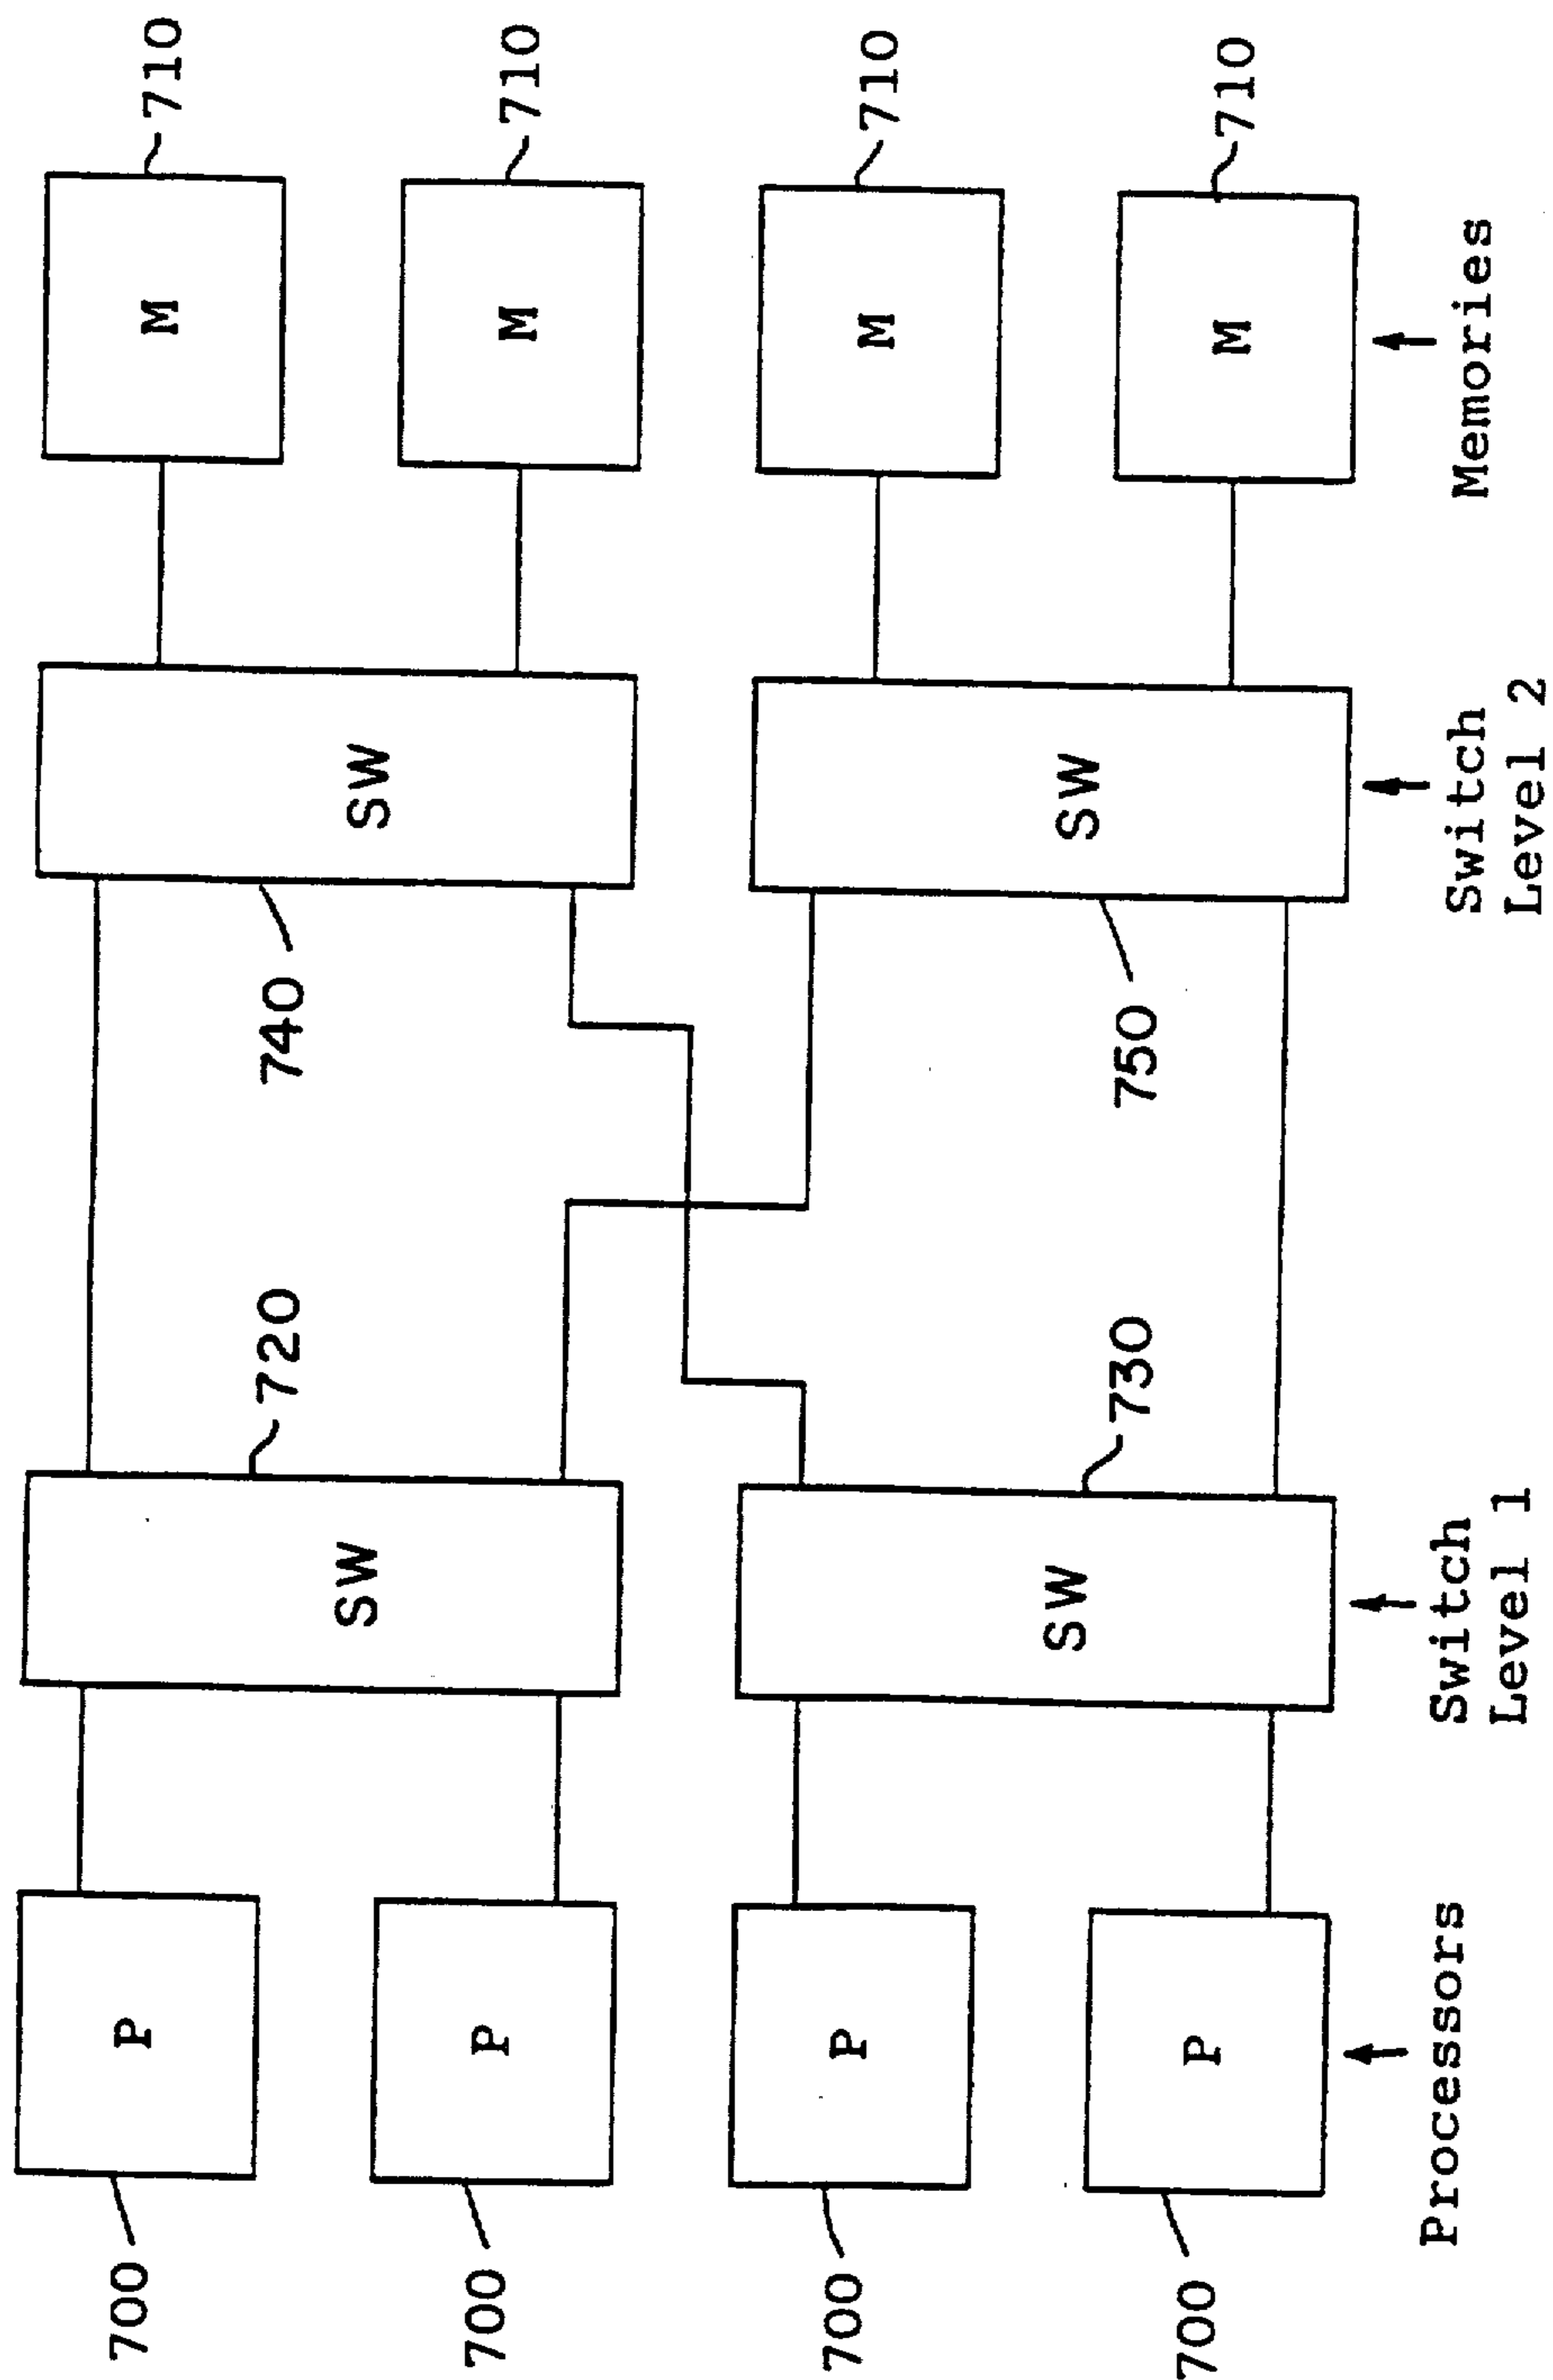 700
P
700
P
700
P
700
P
Processors
SW
720
SW
730
Switch
Level 1
SW
740
SW
750
Switch
Level 2
M
710
M
710
M
710
M
710
Memories